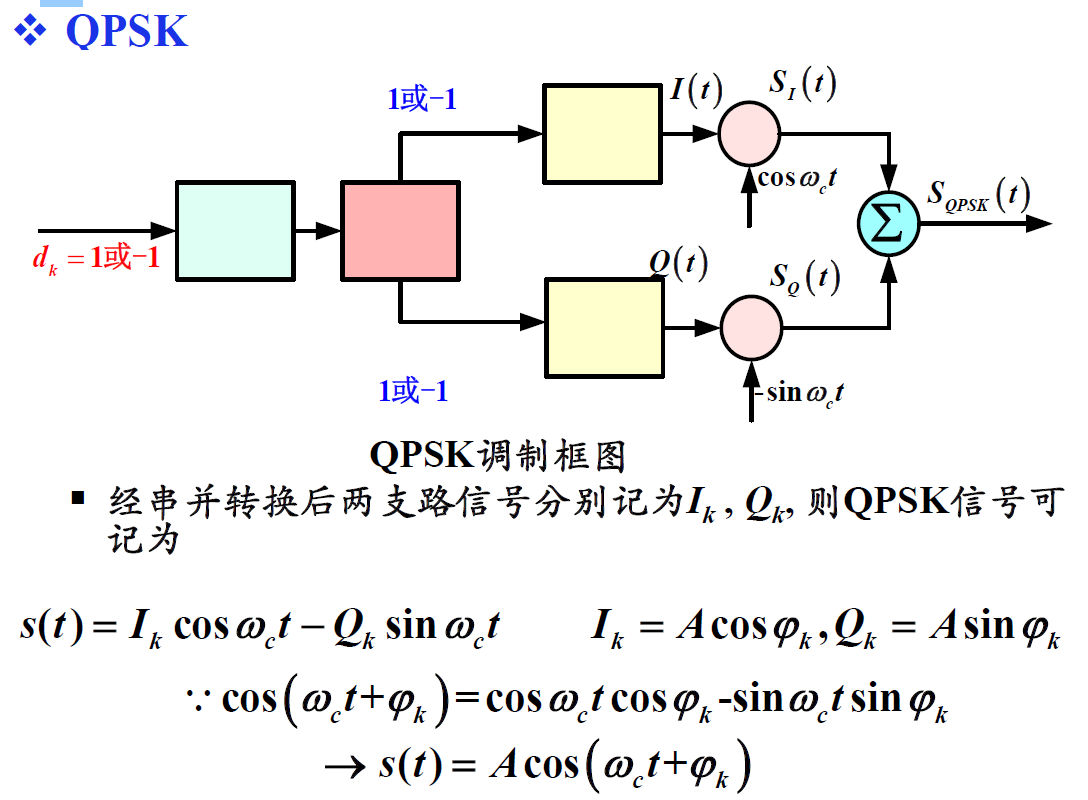 ❖ QPSK
1或-1
I(t)
S_I(t)
cos ω_c t
d_k = 1或-1
Σ
S_QPSK(t)
Q(t)
S_Q(t)
1或-1
-sin ω_c t
QPSK调制框图
▪ 经串并转换后两支路信号分别记为I_k , Q_k, 则QPSK信号可
记为
s(t) = I_k cos ω_c t − Q_k sin ω_c t I_k = A cos φ_k , Q_k = A sin φ_k
∵ cos(ω_c t+φ_k)=cos ω_c t cos φ_k -sin ω_c t sin φ_k
→ s(t) = A cos(ω_c t+φ_k)